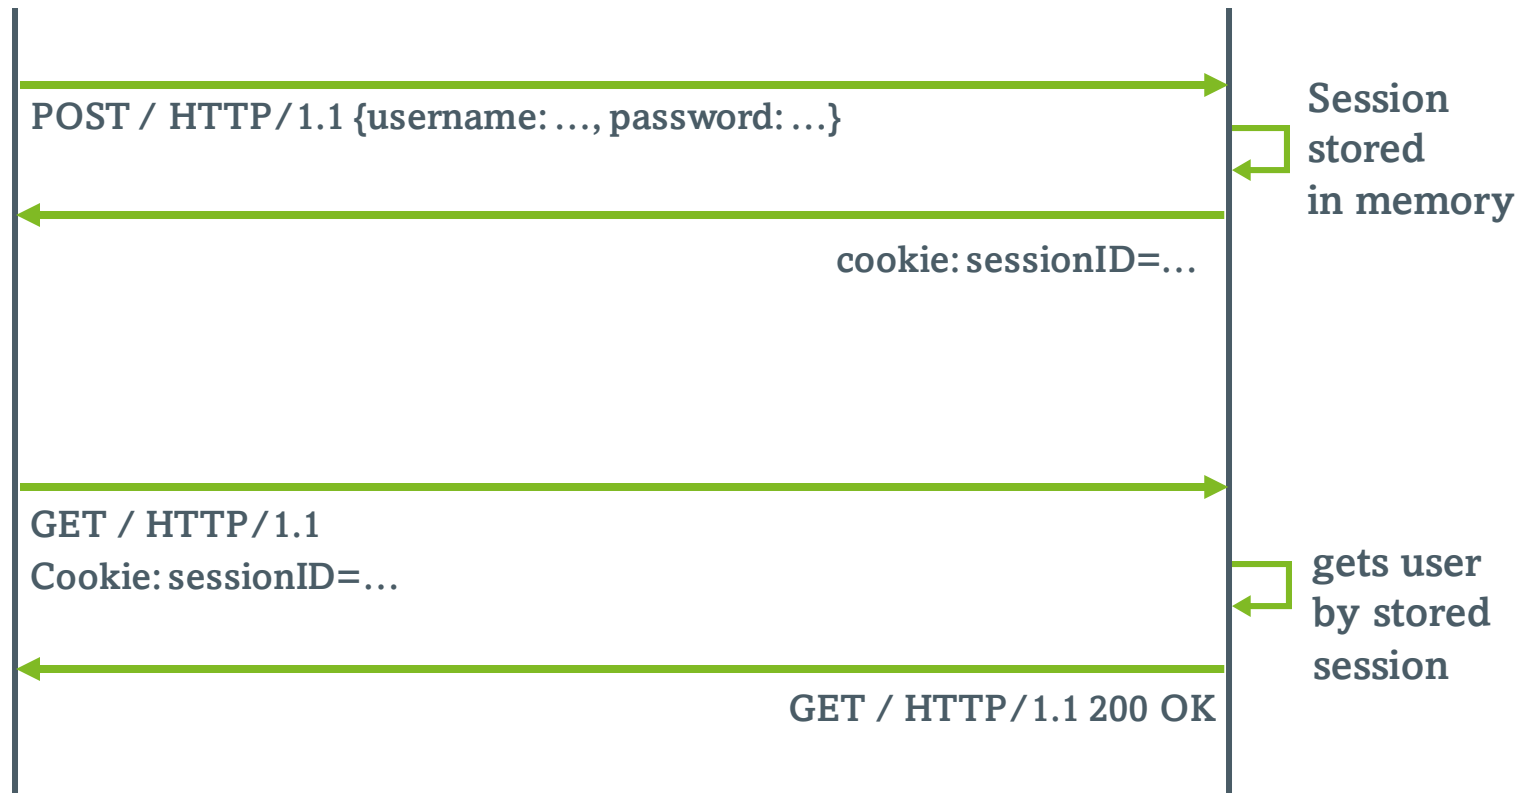 POST / HTTP/1.1 {username: …, password: …}
Session
stored
in memory
cookie: sessionID=…
GET / HTTP/1.1
Cookie: sessionID=…
gets user
by stored
session
GET / HTTP/1.1 200 OK